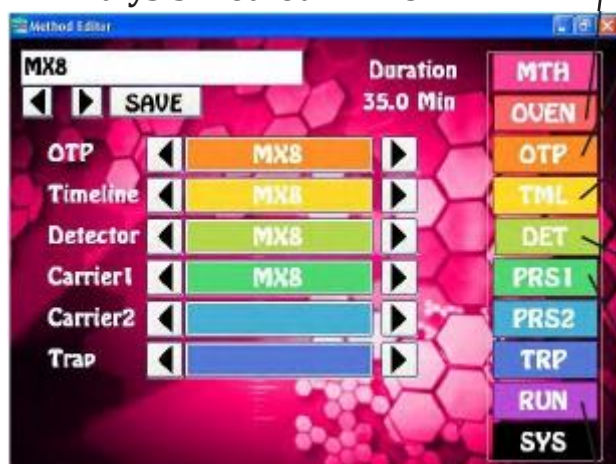 Method Editor
MX8
SAVE
Duration
35.0 Min
OTP MX8
Timeline MX8
Detector MX8
Carrier1 MX8
Carrier2
Trap
MTH
OVEN
OTP
TML
DET
PRS1
PRS2
TRP
RUN
SYS